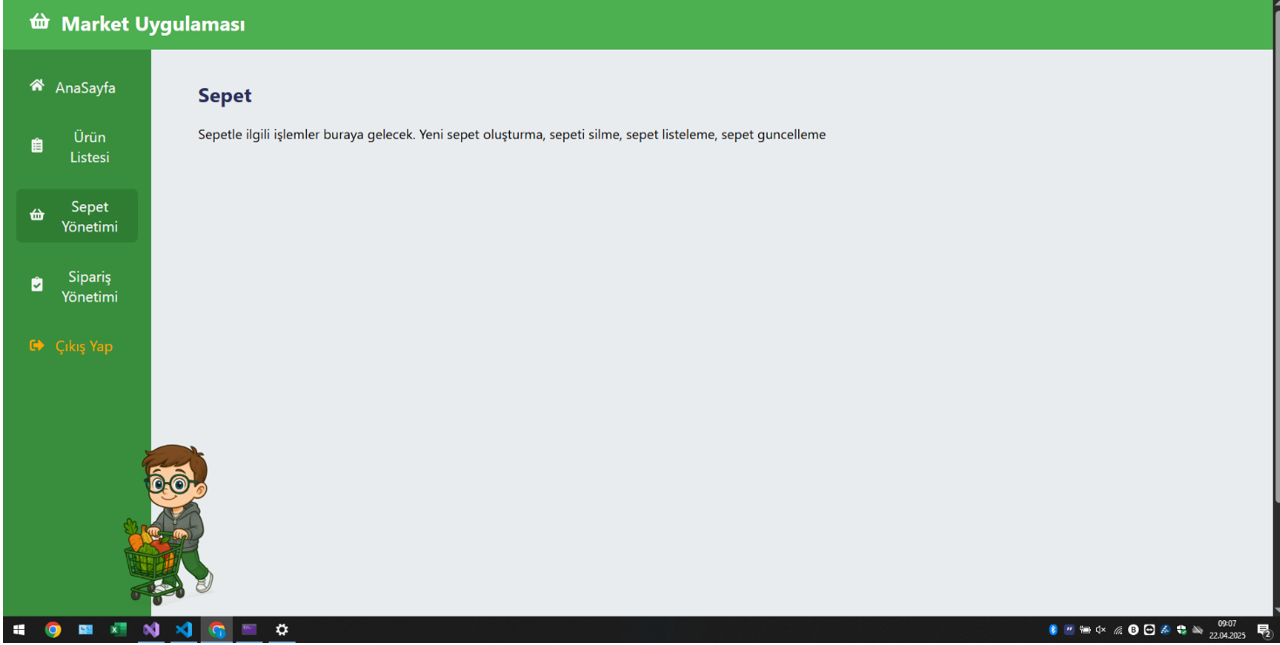 Market Uygulaması
AnaSayfa
Ürün
Listesi
Sepet
Yönetimi
Sipariş
Yönetimi
Çıkış Yap
Sepet
Sepetle ilgili işlemler buraya gelecek. Yeni sepet oluşturma, sepeti silme, sepet listeleme, sepet guncelleme
09:07
22.04.2025
2